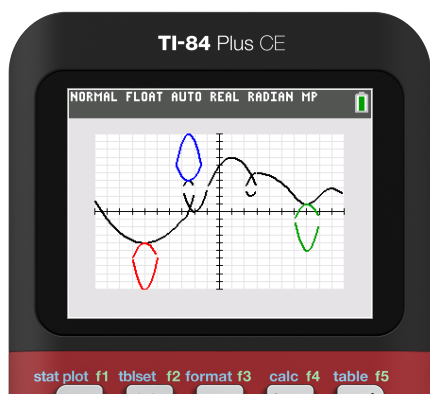 TI-84 Plus CE
NORMAL FLOAT AUTO REAL RADIAN MP
stat plot f1 tblset f2 format f3 calc f4 table f5